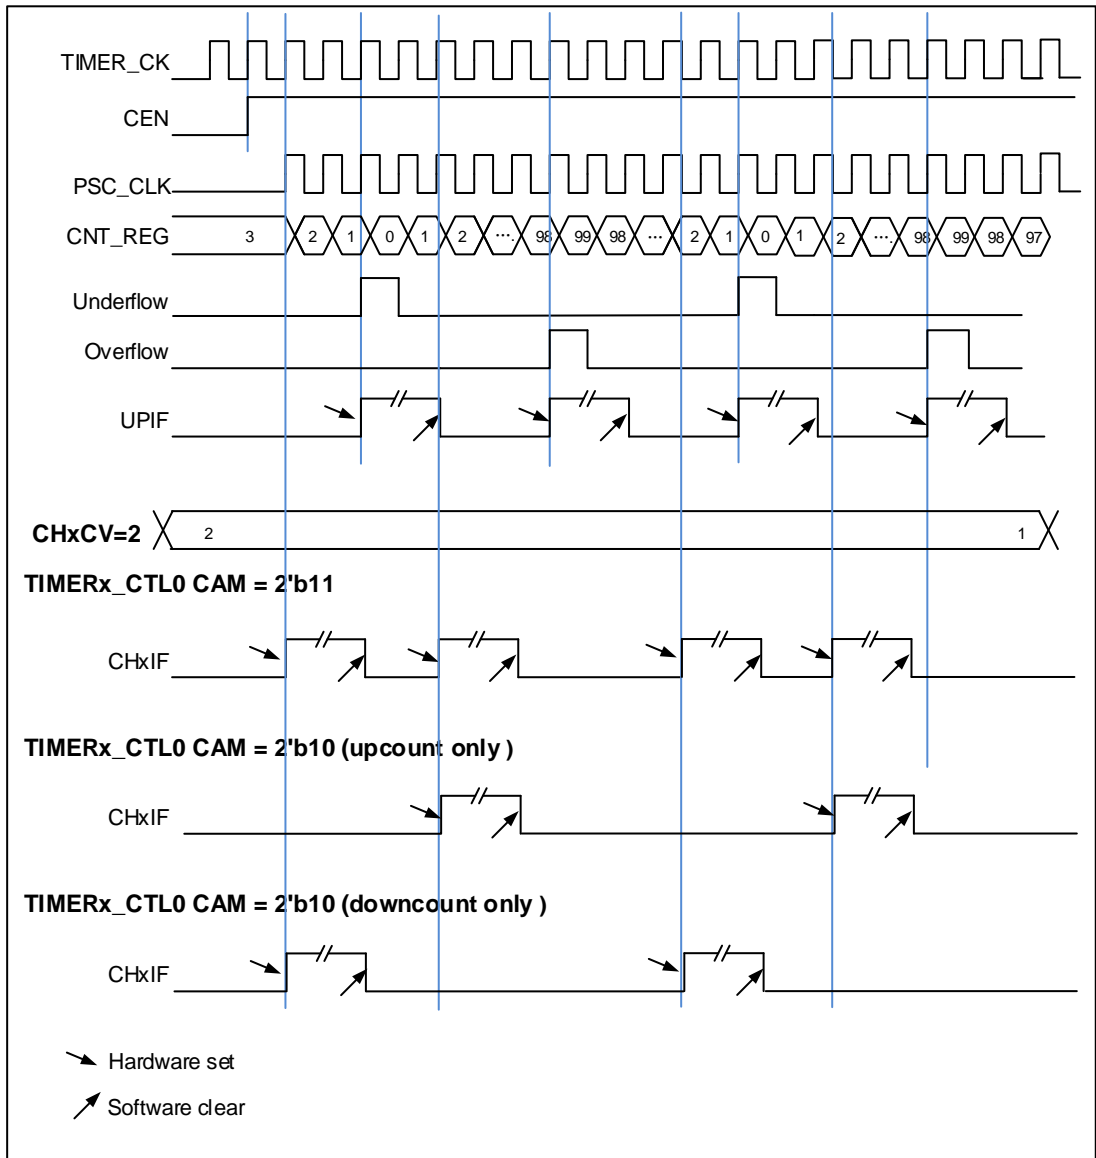 TIMER_CK
CEN
PSC_CLK
CNT_REG 3 2 1 0 1 2 .... 98 99 98 ... 2 1 0 1 2 .... 98 99 98 97
Underflow
Overflow
UPIF
CHxCV=2 2 1
TIMERx_CTL0 CAM = 2'b11
CHxIF
TIMERx_CTL0 CAM = 2'b10 (upcount only )
CHxIF
TIMERx_CTL0 CAM = 2'b10 (downcount only )
CHxIF
Hardware set
Software clear